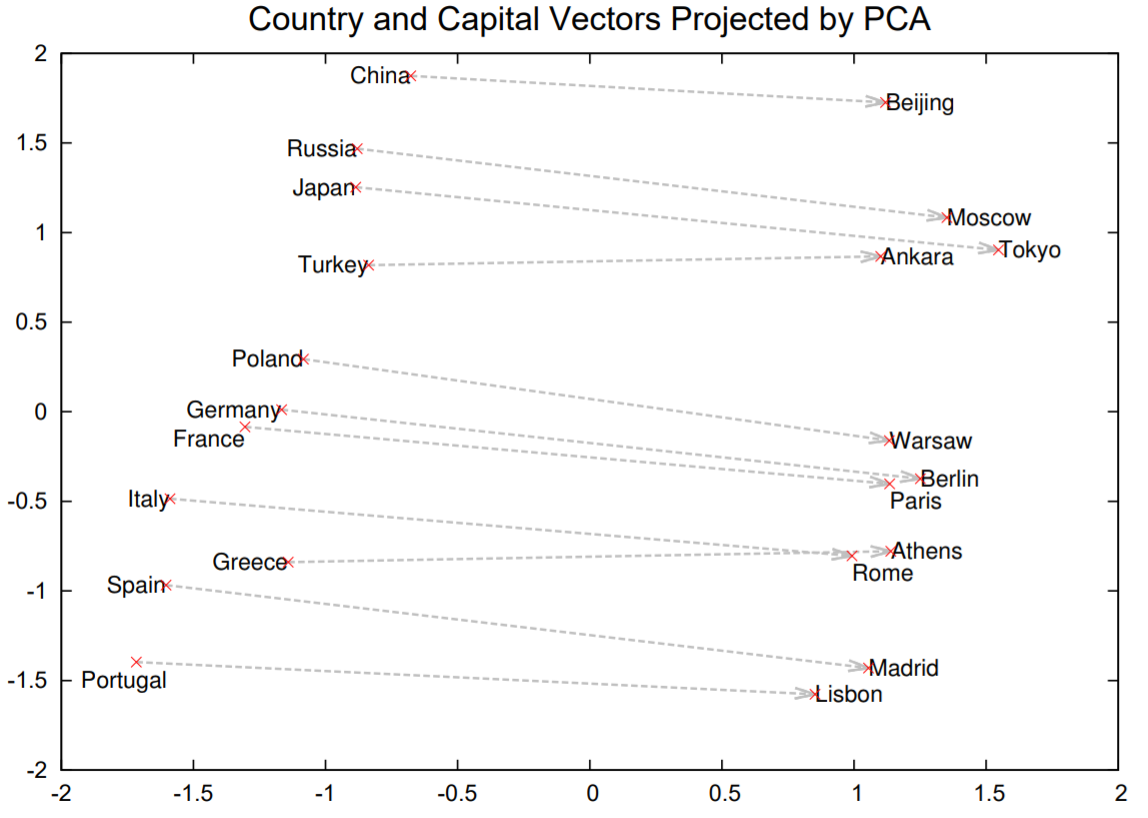 Country and Capital Vectors Projected by PCA
2
China
Beijing
1.5
Russia
Japan
Moscow
1
Tokyo
Ankara
Turkey
0.5
Poland
0
Germany
France
Warsaw
Berlin
-0.5
Italy
Paris
Athens
Greece
Rome
-1
Spain
Madrid
-1.5
Portugal
Lisbon
-2
-2 -1.5 -1 -0.5 0 0.5 1 1.5 2